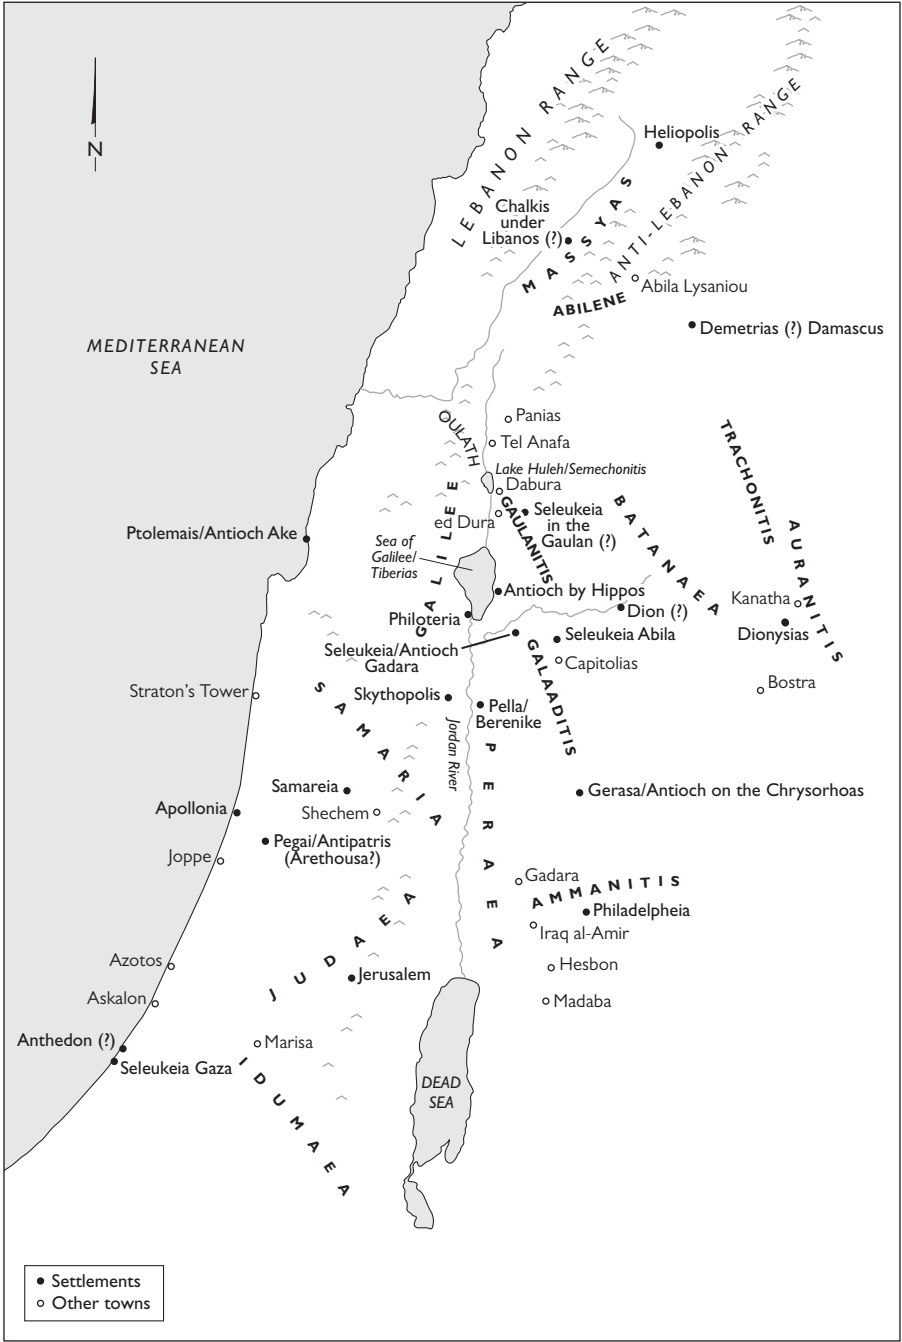 LEBANON RANGE
N
Heliopolis
ANTI-LEBANON RANGE
Chalkis
under
Libanos (?)
MASSYAS
Abila Lysaniou
ABILENE
Demetrias (?) Damascus
MEDITERRANEAN
SEA
OULATH
Panias
Tel Anafa
TRACHONITIS
Lake Huleh/Semechonitis
Dabura
GALILEE
GAULANITIS
Seleukeia
in the
Gaulan (?)
BATANAEA
AURANITIS
ed Dura
Ptolemais/Antioch Ake
Sea of
Galilee/
Tiberias
Antioch by Hippos
Kanatha
Dion (?)
Philoteria
Dionysias
Seleukeia Abila
Seleukeia/Antioch
Gadara
GALAADITIS
Capitolias
Bostra
Straton's Tower
SAMARIA
Skythopolis
Pella/
Berenike
Jordan River
PERAEA
Samareia
Gerasa/Antioch on the Chrysorhoas
Apollonia
Shechem
Pegai/Antipatris
(Arethousa?)
Joppe
Gadara
AMMANITIS
JUDAEA
Philadelpheia
Iraq al-Amir
Azotos
Hesbon
Jerusalem
Askalon
Madaba
Anthedon (?)
Marisa
Seleukeia Gaza
IDUMAEA
DEAD
SEA
Settlements
Other towns